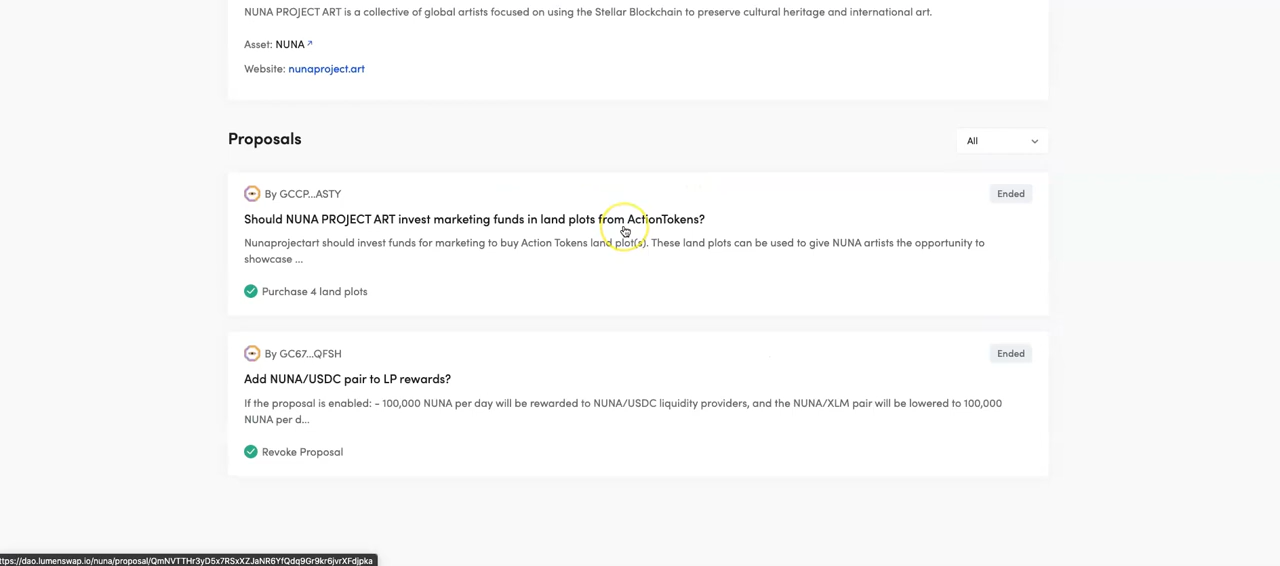 NUNA PROJECT ART is a collective of global artists focused on using the Stellar Blockchain to preserve cultural heritage and international art.
Asset: NUNA ↗
Website: nunaproject.art
Proposals
All
By GCCP...ASTY
Ended
Should NUNA PROJECT ART invest marketing funds in land plots from ActionTokens?
Nunaprojectart should invest funds for marketing to buy Action Tokens land plot(s). These land plots can be used to give NUNA artists the opportunity to
showcase ...
Purchase 4 land plots
By GC67...QFSH
Ended
Add NUNA/USDC pair to LP rewards?
If the proposal is enabled: - 100,000 NUNA per day will be rewarded to NUNA/USDC liquidity providers, and the NUNA/XLM pair will be lowered to 100,000
NUNA per d...
Revoke Proposal
ttps://dao.lumenswap.io/nuna/proposal/QmNVTTHr3yD5x7RSxXZJaNR6YfQdq9Gr9kr6jvrXFdjpka